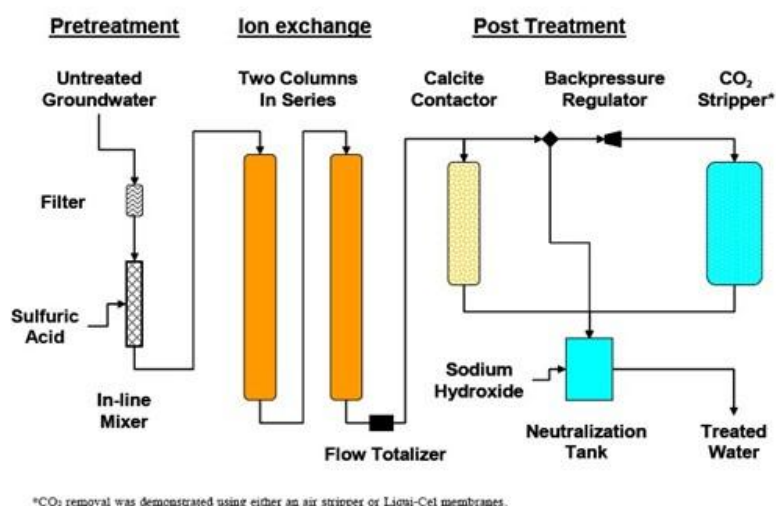 Pretreatment
Ion exchange
Post Treatment
Untreated
Groundwater
Two Columns
In Series
Calcite
Contactor
Backpressure
Regulator
CO₂
Stripper*
Filter
Sulfuric
Acid
In-line
Mixer
Flow Totalizer
Sodium
Hydroxide
Neutralization
Tank
Treated
Water
*CO₂ removal was demonstrated using either an air stripper or Liqui-Cel membranes.